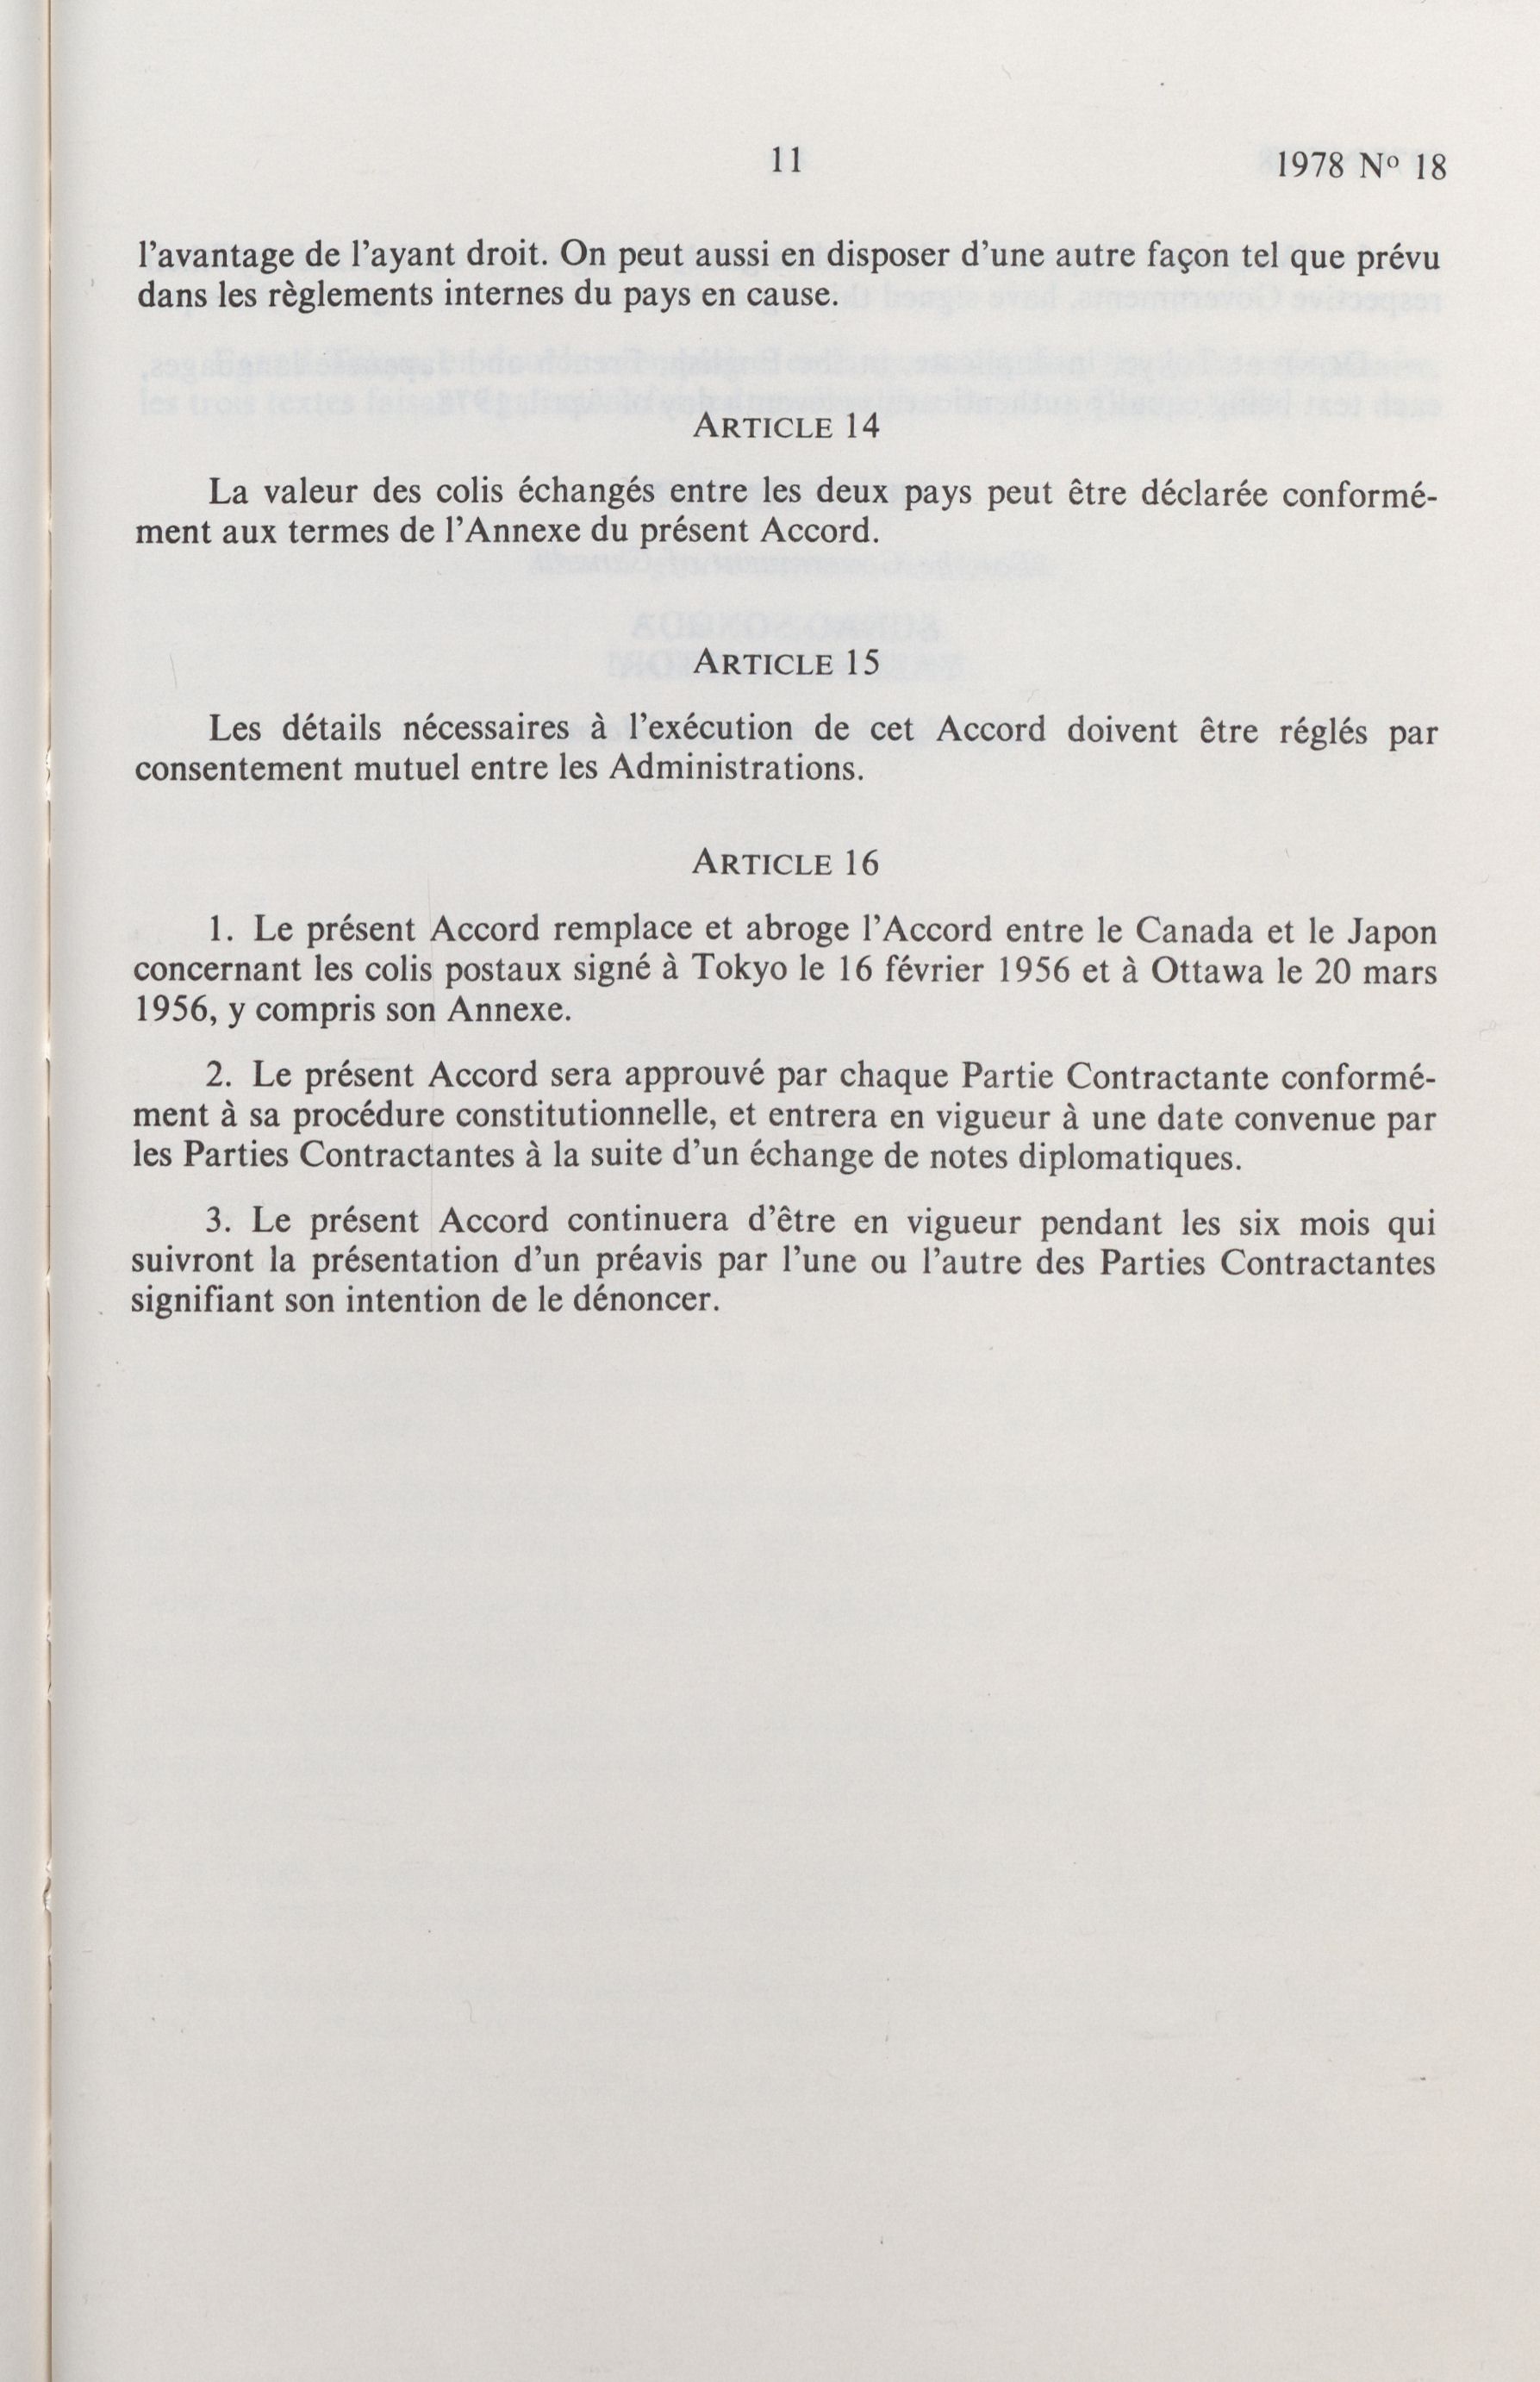 11
1978 Nº 18
l'avantage de l'ayant droit. On peut aussi en disposer d'une autre façon tel que prévu
dans les règlements internes du pays en cause.
ARTICLE 14
La valeur des colis échangés entre les deux pays peut être déclarée conformé-
ment aux termes de l'Annexe du présent Accord.
ARTICLE 15
Les détails nécessaires à l'exécution de cet Accord doivent être réglés par
consentement mutuel entre les Administrations.
ARTICLE 16
1. Le présent Accord remplace et abroge l'Accord entre le Canada et le Japon
concernant les colis postaux signé à Tokyo le 16 février 1956 et à Ottawa le 20 mars
1956, y compris son Annexe.
2. Le présent Accord sera approuvé par chaque Partie Contractante conformé-
ment à sa procédure constitutionnelle, et entrera en vigueur à une date convenue par
les Parties Contractantes à la suite d'un échange de notes diplomatiques.
3. Le présent Accord continuera d'être en vigueur pendant les six mois qui
suivront la présentation d'un préavis par l'une ou l'autre des Parties Contractantes
signifiant son intention de le dénoncer.